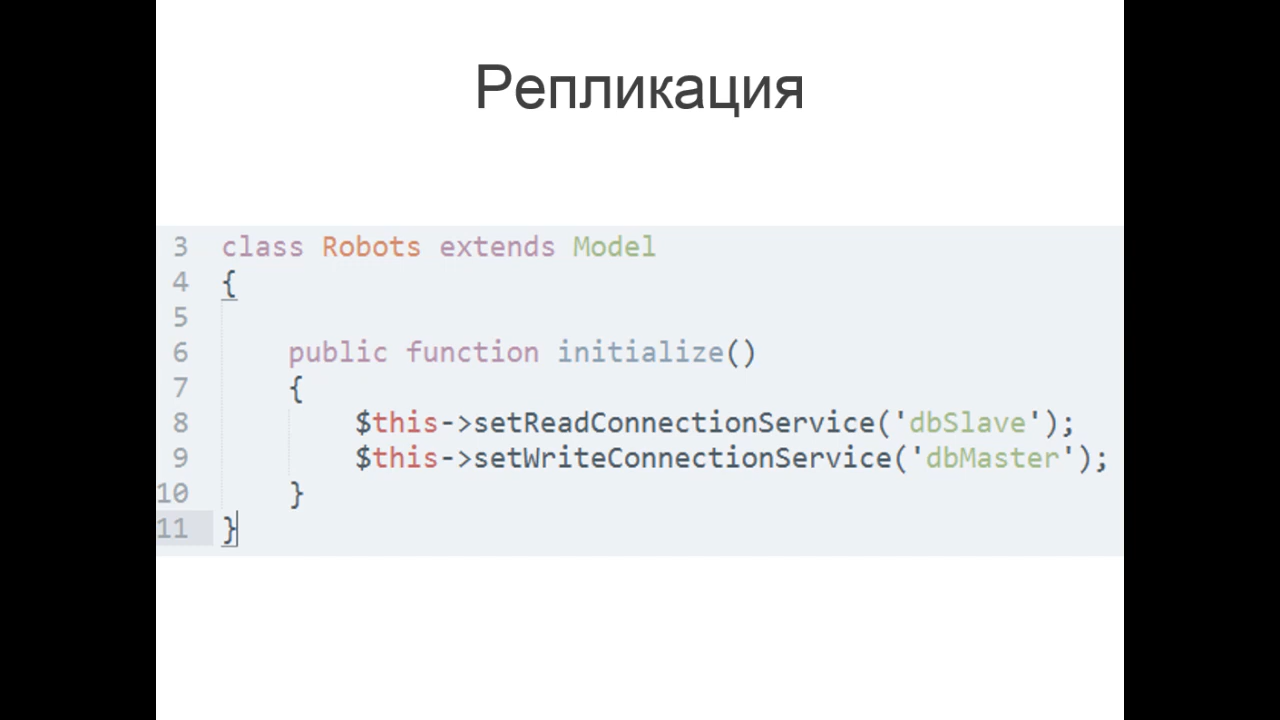 Репликация
3 class Robots extends Model
4 {
5
6     public function initialize()
7     {
8         $this->setReadConnectionService('dbSlave');
9         $this->setWriteConnectionService('dbMaster');
10     }
11 }